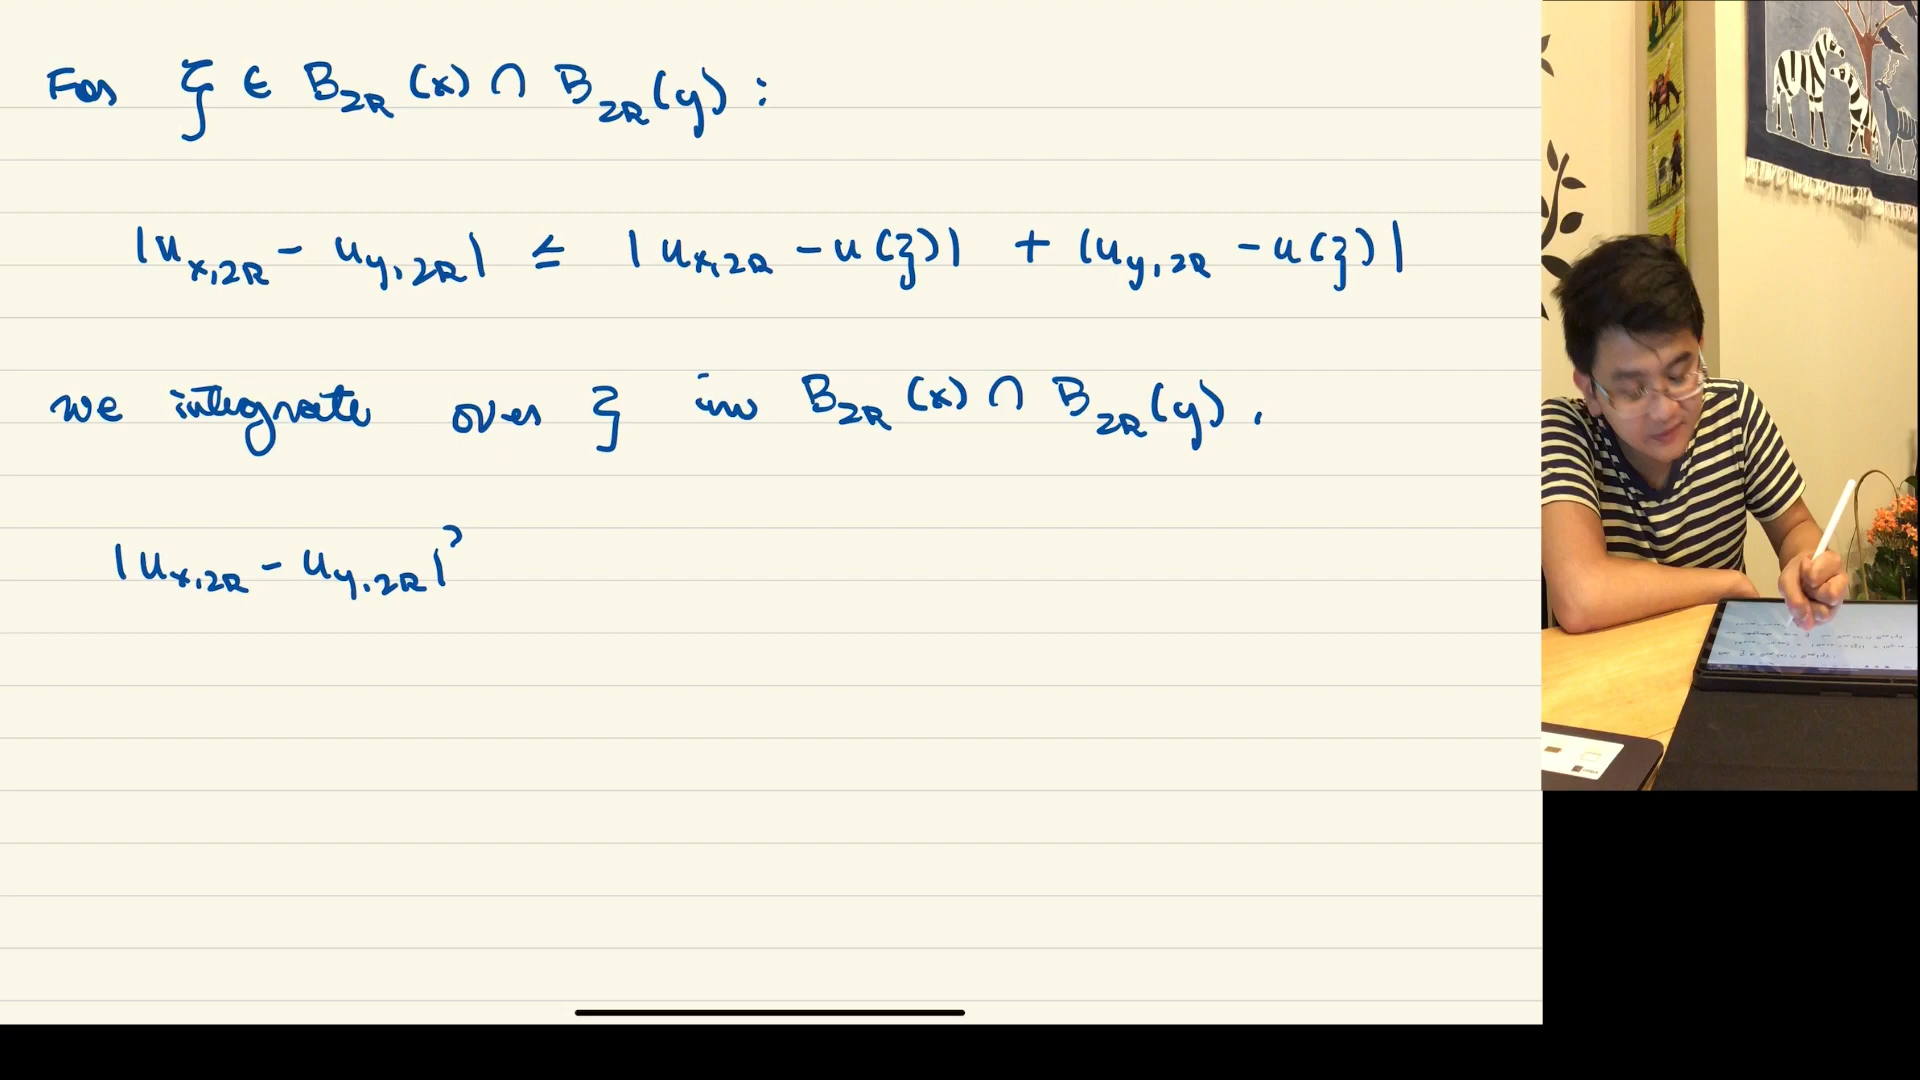 For ξ ∈ B_{2R}(x) ∩ B_{2R}(y) :
|u_{x,2R} - u_{y,2R}| ≤ |u_{x,2R} - u(ξ)| + |u_{y,2R} - u(ξ)|
we integrate over ξ in B_{2R}(x) ∩ B_{2R}(y).
|u_{x,2R} - u_{y,2R}|²